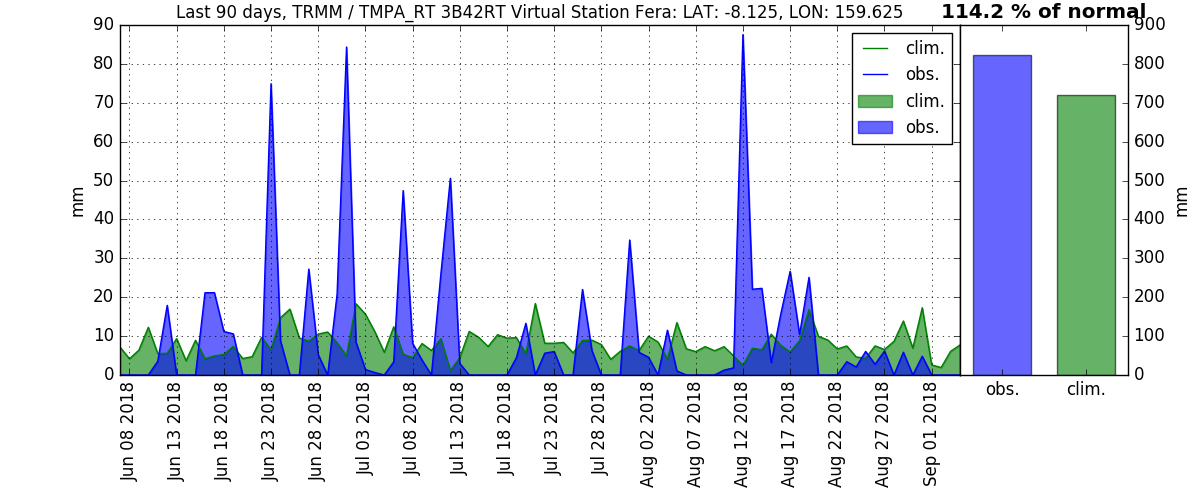 Last 90 days, TRMM / TMPA_RT 3B42RT Virtual Station Fera: LAT: -8.125, LON: 159.625
114.2 % of normal
90
80
70
60
50
40
30
20
10
0
mm
clim.
obs.
clim.
obs.
Jun 08 2018
Jun 13 2018
Jun 18 2018
Jun 23 2018
Jun 28 2018
Jul 03 2018
Jul 08 2018
Jul 13 2018
Jul 18 2018
Jul 23 2018
Jul 28 2018
Aug 02 2018
Aug 07 2018
Aug 12 2018
Aug 17 2018
Aug 22 2018
Aug 27 2018
Sep 01 2018
900
800
700
600
500
400
300
200
100
0
mm
obs.
clim.